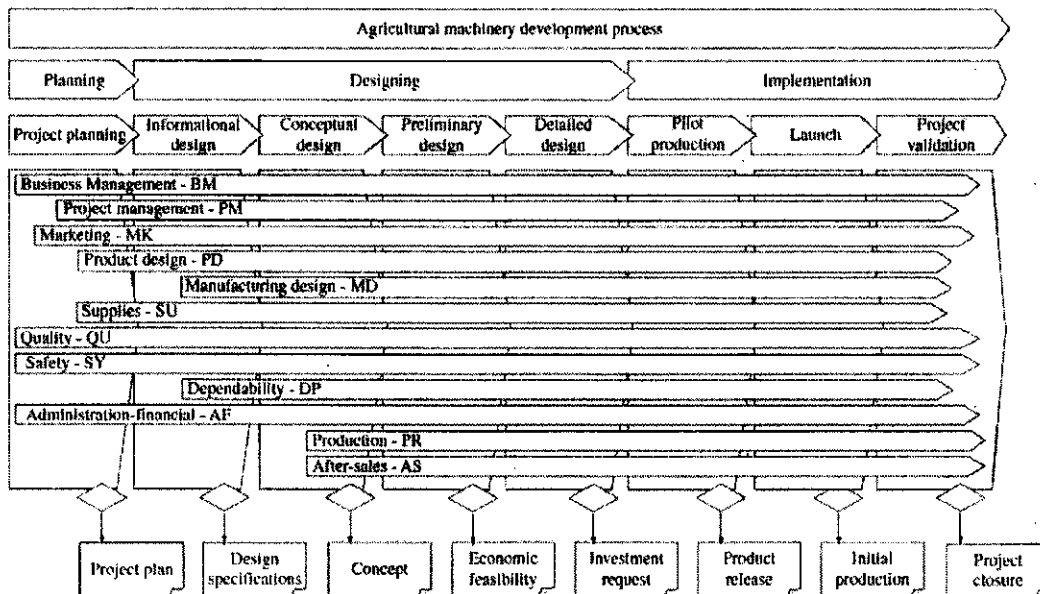 Agricultural machinery development process
Planning
Designing
Implementation
Project planning
Informational
design
Conceptual
design
Preliminary
design
Detailed
design
Pilot
production
Launch
Project
validation
Business Management - BM
Project management - PM
Marketing - MK
Product design - PD
Manufacturing design - MD
Supplies - SU
Quality - QU
Safety - SY
Dependability - DP
Administration-financial - AF
Production - PR
After-sales - AS
Project plan
Design
specifications
Concept
Economic
feasibility
Investment
request
Product
release
Initial
production
Project
closure